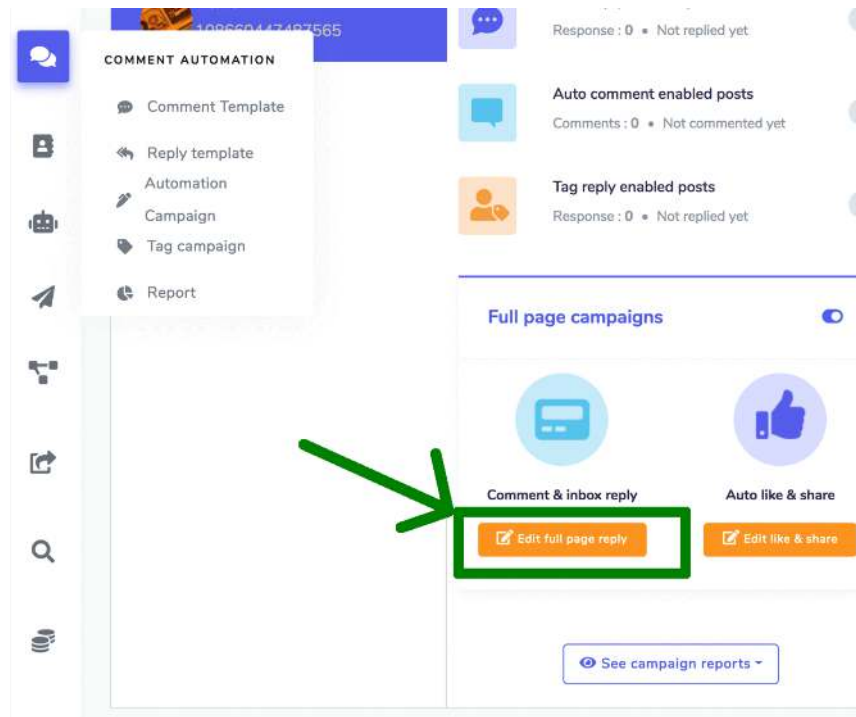 COMMENT AUTOMATION
Comment Template
Reply template
Automation
Campaign
Tag campaign
Report
Response : 0 • Not replied yet
Auto comment enabled posts
Comments : 0 • Not commented yet
Tag reply enabled posts
Response : 0 • Not replied yet
Full page campaigns
Comment & inbox reply
Edit full page reply
Auto like & share
Edit like & share
See campaign reports